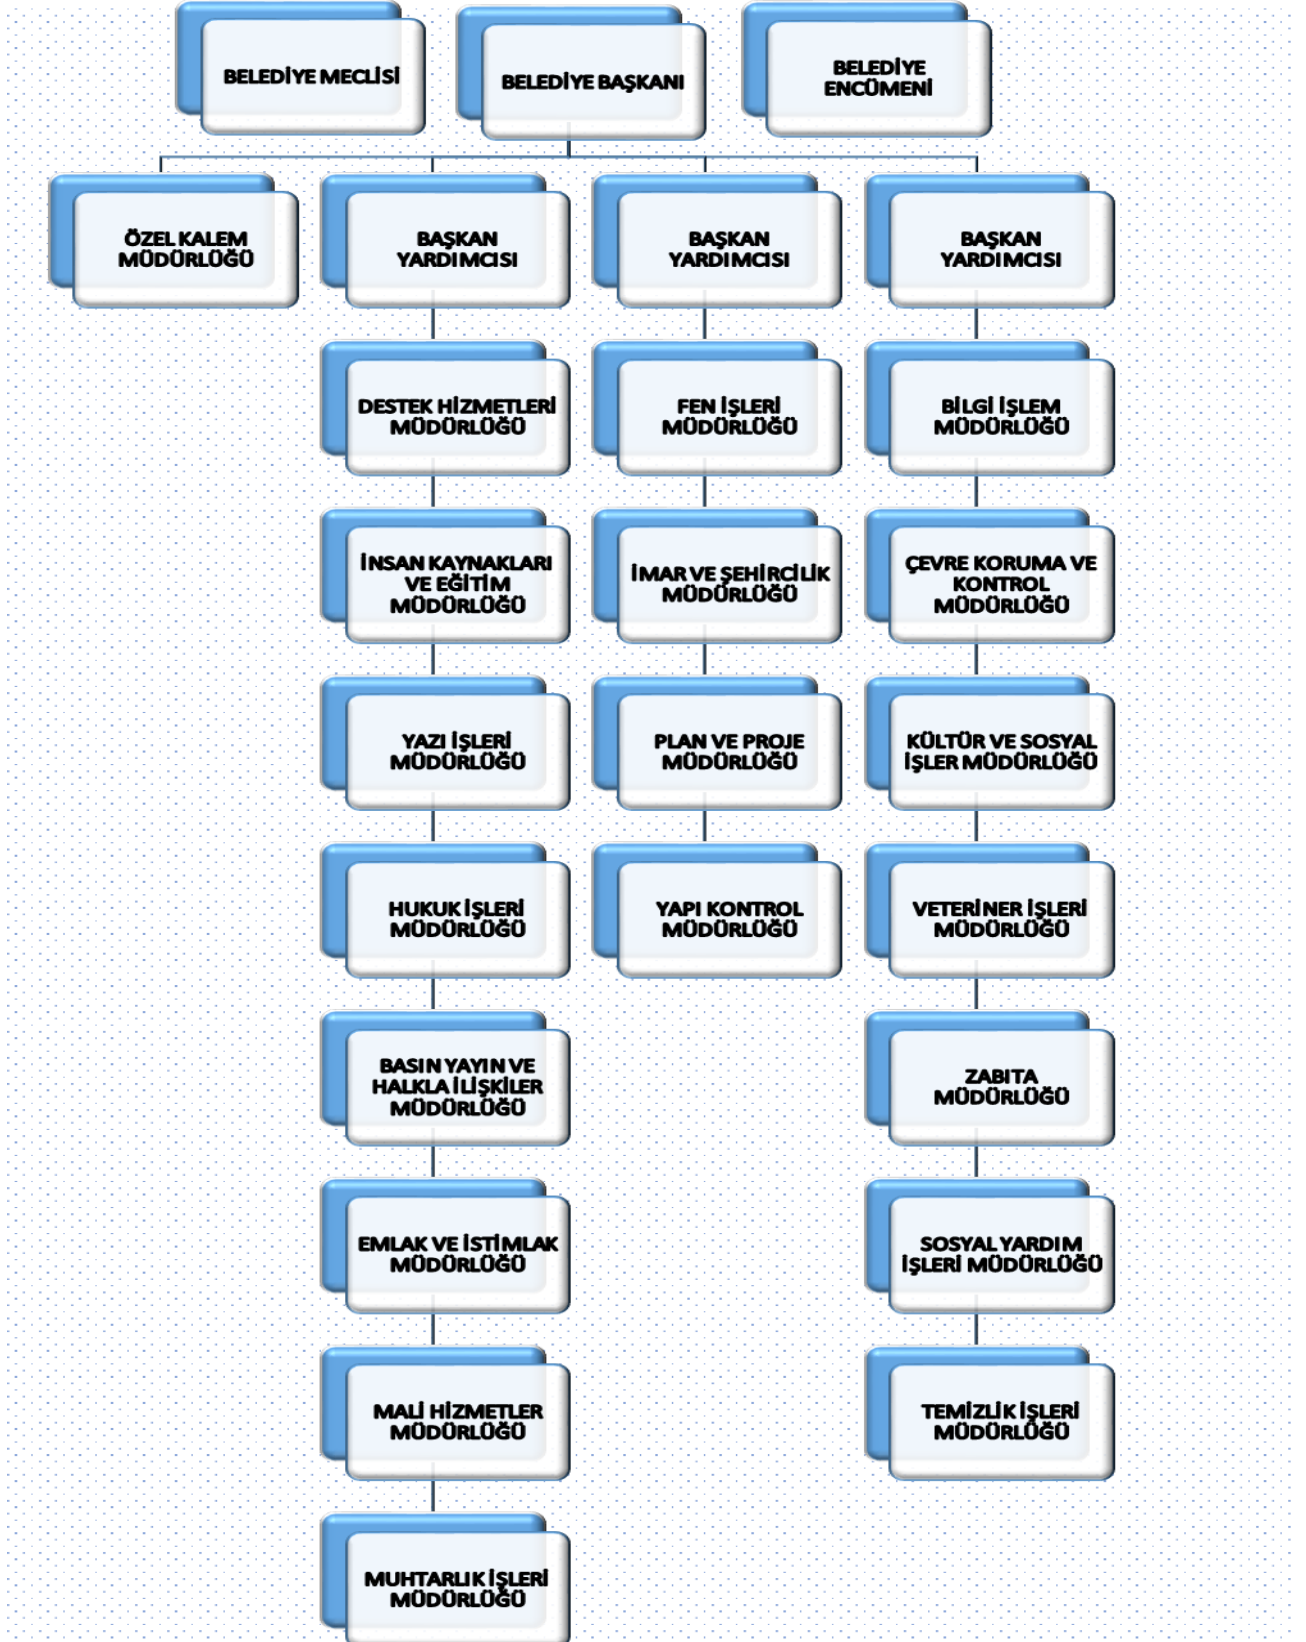 BELEDİYE MECLİSİ
BELEDİYE BAŞKANI
BELEDİYE
ENCÜMENİ
ÖZEL KALEM
MÜDÜRLÜĞÜ
BAŞKAN
YARDIMCISI
BAŞKAN
YARDIMCISI
BAŞKAN
YARDIMCISI
DESTEK HİZMETLERİ
MÜDÜRLÜĞÜ
FEN İŞLERİ
MÜDÜRLÜĞÜ
BİLGİ İŞLEM
MÜDÜRLÜĞÜ
İNSAN KAYNAKLARI
VE EĞİTİM
MÜDÜRLÜĞÜ
İMAR VE ŞEHİRCİLİK
MÜDÜRLÜĞÜ
ÇEVRE KORUMA VE
KONTROL
MÜDÜRLÜĞÜ
YAZI İŞLERİ
MÜDÜRLÜĞÜ
PLAN VE PROJE
MÜDÜRLÜĞÜ
KÜLTÜR VE SOSYAL
İŞLER MÜDÜRLÜĞÜ
HUKUK İŞLERİ
MÜDÜRLÜĞÜ
YAPI KONTROL
MÜDÜRLÜĞÜ
VETERİNER İŞLERİ
MÜDÜRLÜĞÜ
BASIN YAYIN VE
HALKLA İLİŞKİLER
MÜDÜRLÜĞÜ
ZABITA
MÜDÜRLÜĞÜ
EMLAK VE İSTİMLAK
MÜDÜRLÜĞÜ
SOSYAL YARDIM
İŞLERİ MÜDÜRLÜĞÜ
MALİ HİZMETLER
MÜDÜRLÜĞÜ
TEMİZLİK İŞLERİ
MÜDÜRLÜĞÜ
MUHTARLIK İŞLERİ
MÜDÜRLÜĞÜ